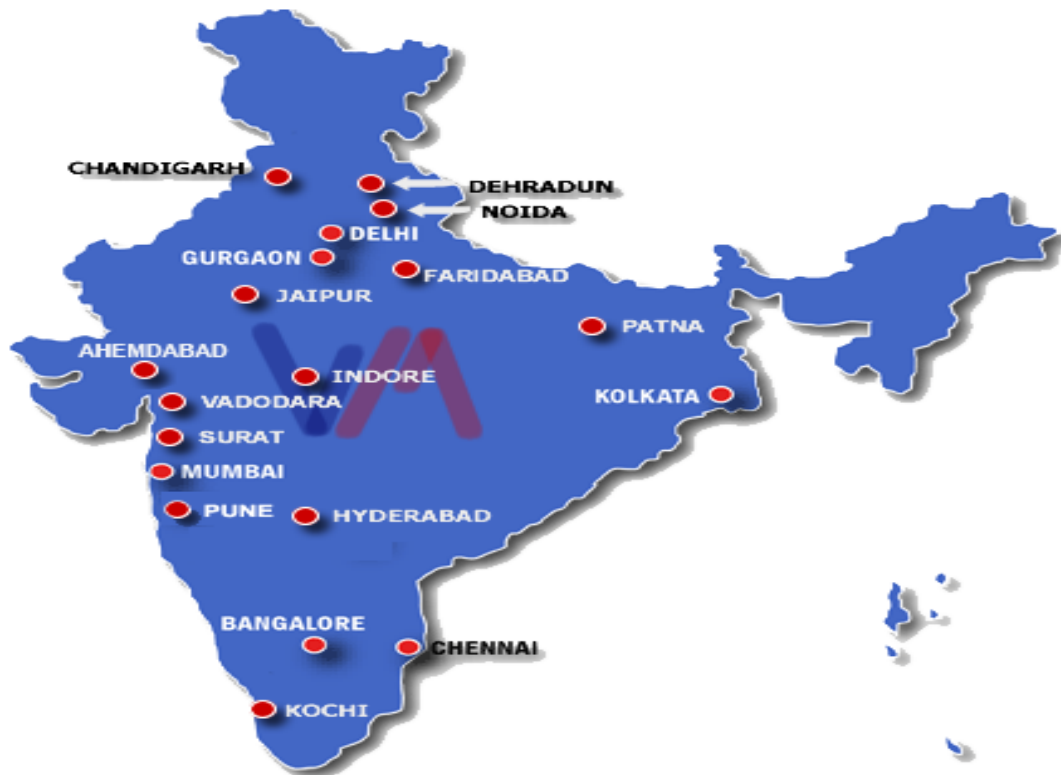 CHANDIGARH
DEHRADUN
NOIDA
DELHI
GURGAON
FARIDABAD
JAIPUR
PATNA
AHEMDABAD
INDORE
KOLKATA
VADODARA
SURAT
MUMBAI
PUNE
HYDERABAD
BANGALORE
CHENNAI
KOCHI